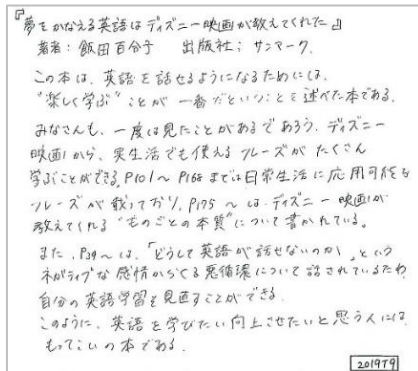 『夢をかなえる英語はディズニー映画が教えてくれた』
著者：飯田百合子 出版社；サンマーク.
この本は、英語を話せるようになるためには、
"楽しく学ぶ" ことが一番だということを述べた本である.
みなさんも、一度は見たことがあるであろう、ディズニー
映画から、実生活でも使えるフレーズがたくさん
学ぶことができる. P101～P168までは日常生活に応用可能な
フレーズが載っており、P175～は、ディズニー映画が
教えてくれる "ものごとの本質" について書かれている.
また、P39～は、「どうして英語が話せないのか」という
ネガティブな感情からくる悪循環について話されているため
自分の英語学習を見直すことができる.
このように、英語を学びたい向上させたいと思う人には
もってこいの本である.
2019T9